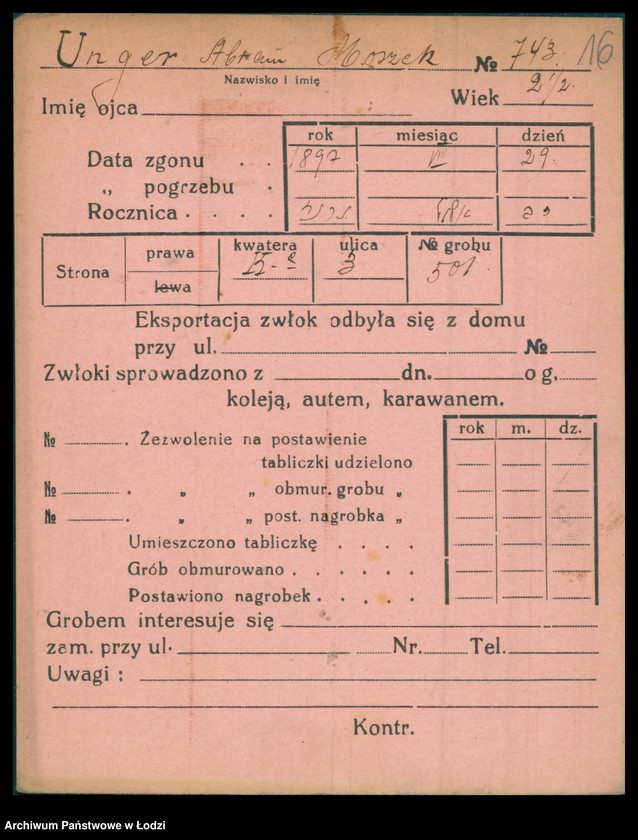 Unger Abram Moszek № 743. 16
Nazwisko i imię
Wiek 2 1/2.
Imię ojca
rok miesiąc dzień
Data zgonu . . 1897 VIII 29.
„ pogrzebu .
Rocznica . . . .
Strona prawa lewa kwatera ulica 3 № grobu 501.
Eksportacja zwłok odbyła się z domu
przy ul. №
Zwłoki sprowadzono z dn. o g.
koleją, autem, karawanem.
rok m. dz.
№ . Zezwolenie na postawienie
tabliczki udzielono
№ . „ „ obmur. grobu „
№ . „ „ post. nagrobka „
Umieszczono tabliczkę . . . .
Grób obmurowano . . . . .
Postawiono nagrobek . . . .
Grobem interesuje się
zam. przy ul. Nr. Tel.
Uwagi :
Kontr.
Archiwum Państwowe w Łodzi